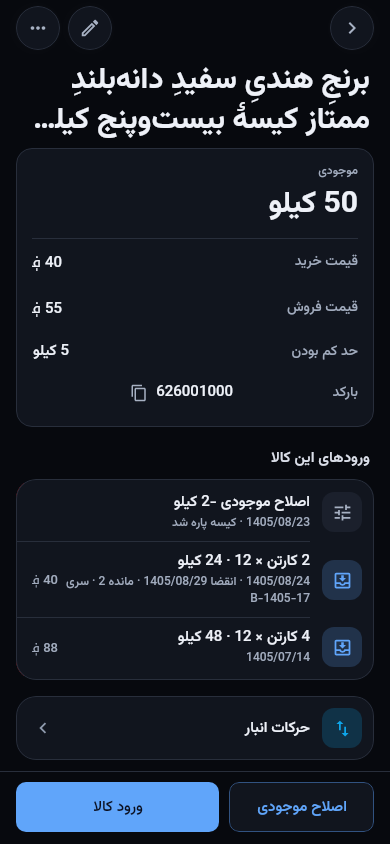 برنجِ هندیِ سفیدِ دانه‌بلندِ
ممتاز کیسهٔ بیست‌وپنج کیل...
موجودی
50 کیلو
قیمت خرید
40 ؋
قیمت فروش
55 ؋
حد کم بودن
5 کیلو
بارکد
626001000
ورودهای این کالا
اصلاح موجودی -2 کیلو
1405/08/23 · کیسه پاره شد
2 کارتن × 12 · 24 کیلو
1405/08/24 · انقضا 1405/08/29 · مانده 2 · سری
B-1405-17
40 ؋
4 کارتن × 12 · 48 کیلو
1405/07/14
88 ؋
حرکات انبار
اصلاح موجودی
ورود کالا